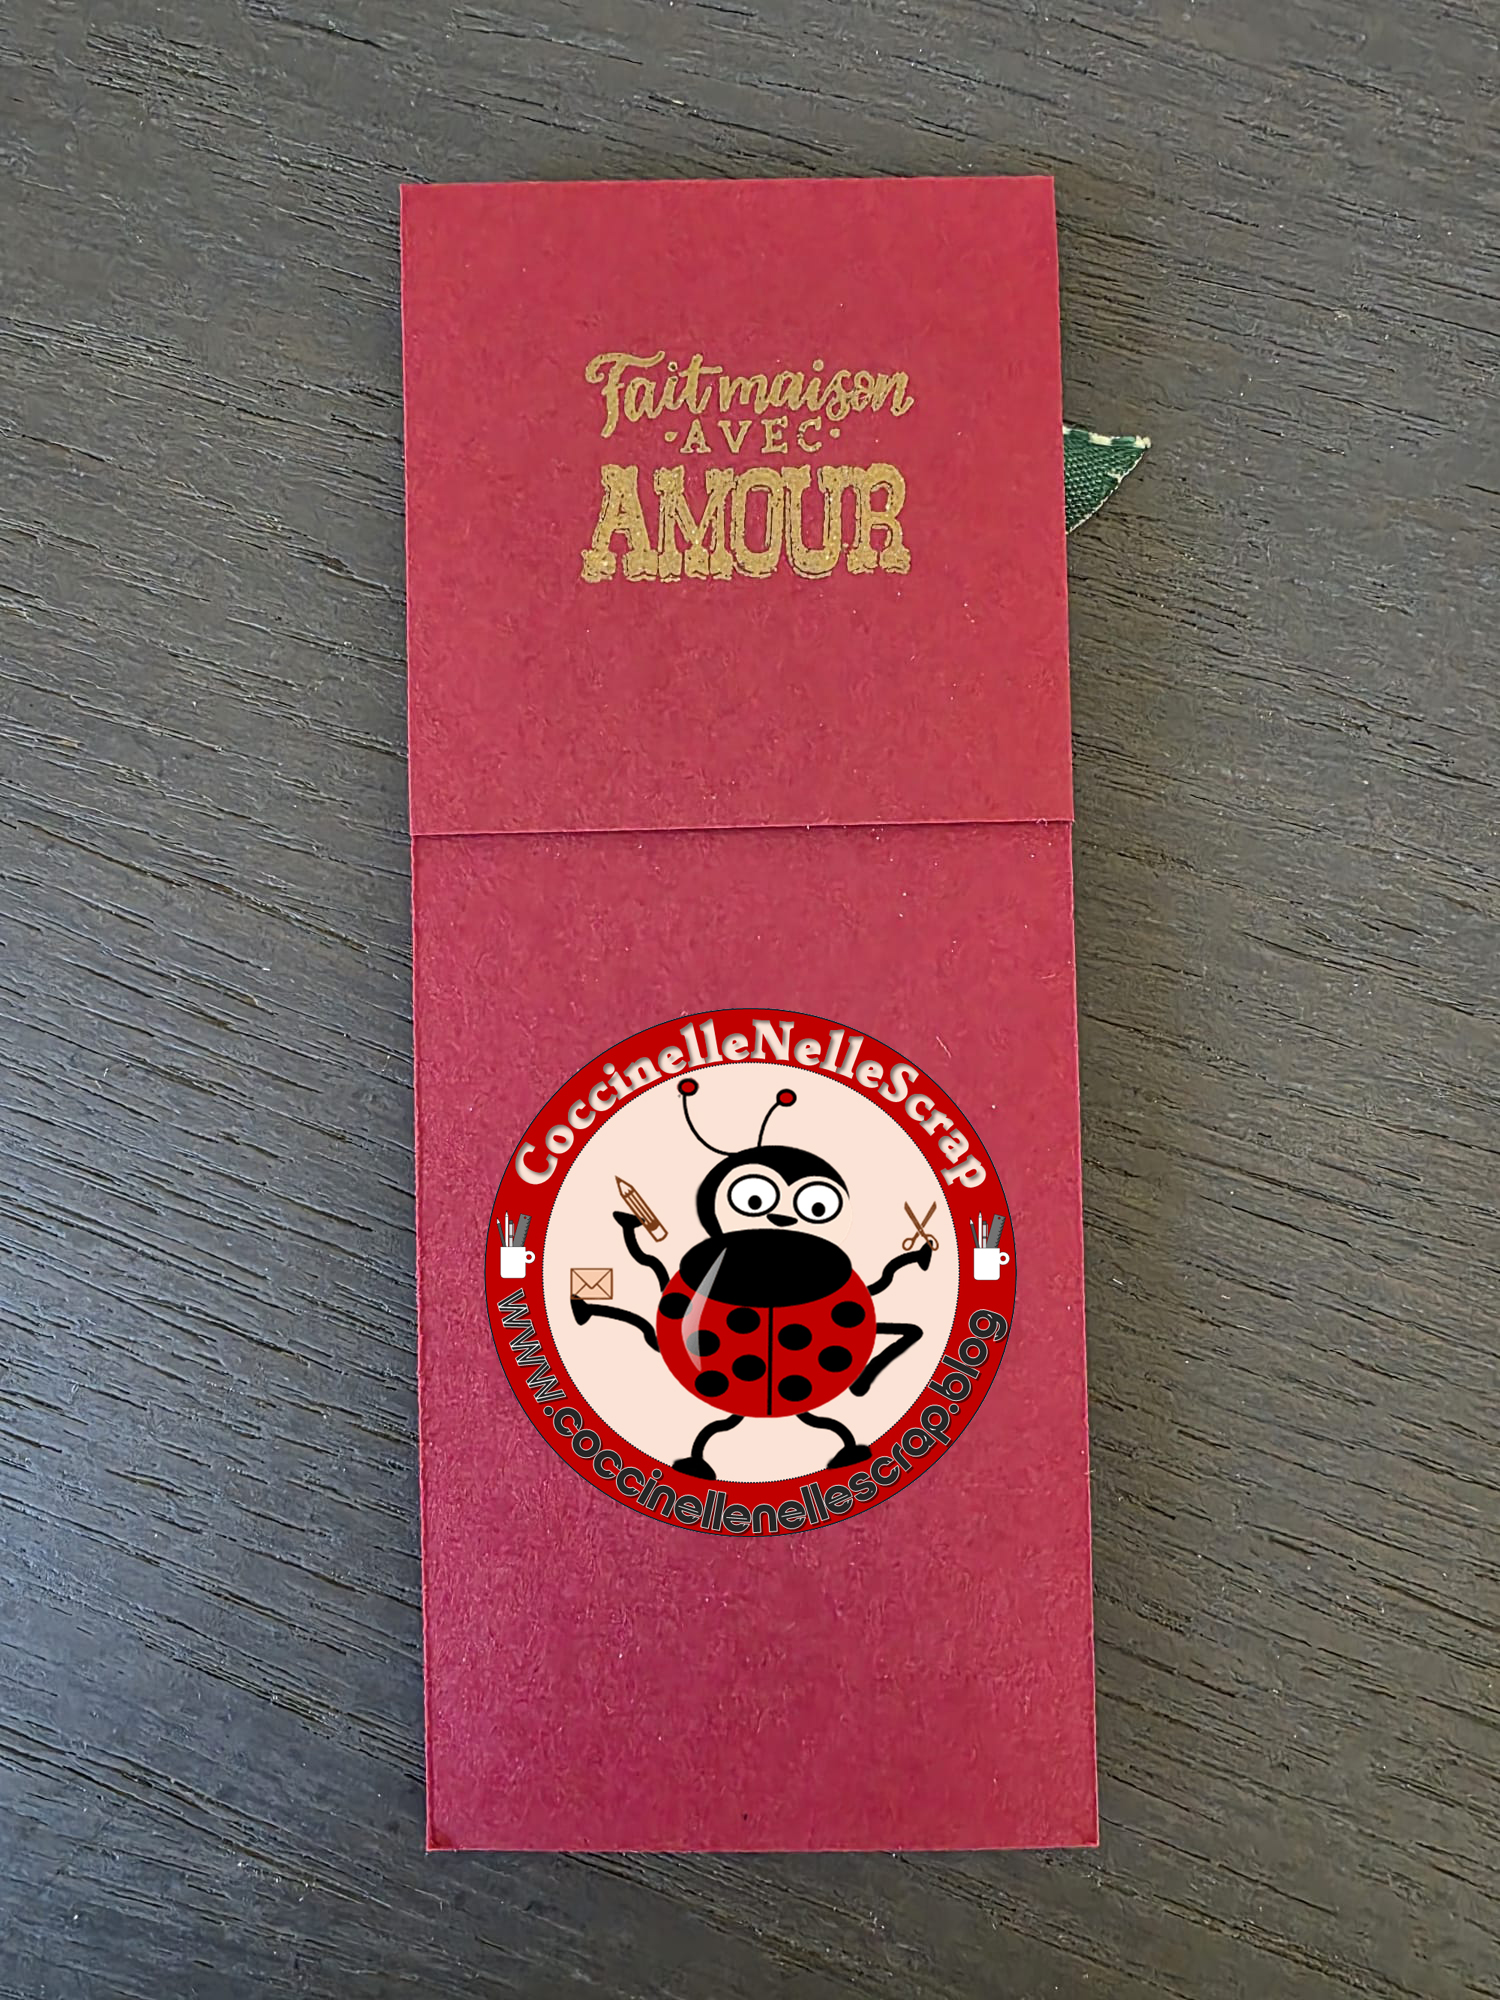 Fait maison
·AVEC·
AMOUR
CoccinelleNelleScrap
www.coccinellenellescrap.blog